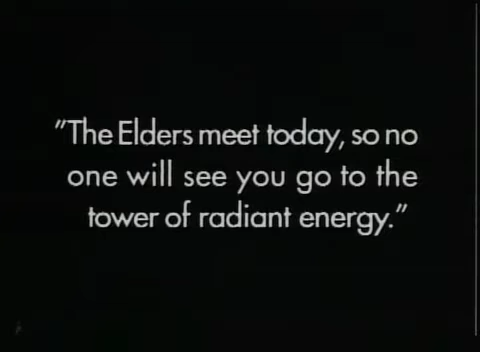 "The Elders meet today, so no
one will see you go to the
tower of radiant energy."